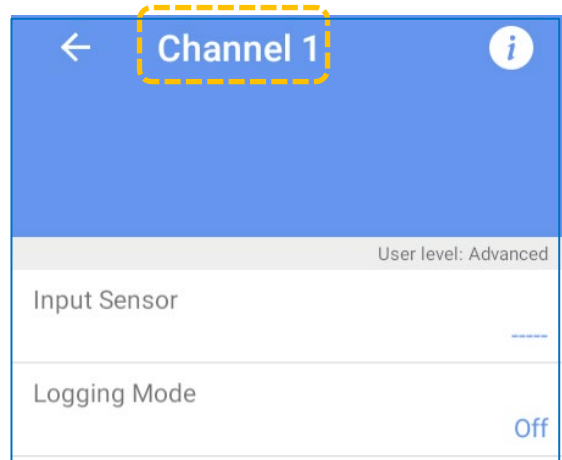 ← Channel 1 i
User level: Advanced
Input Sensor
-----
Logging Mode
Off